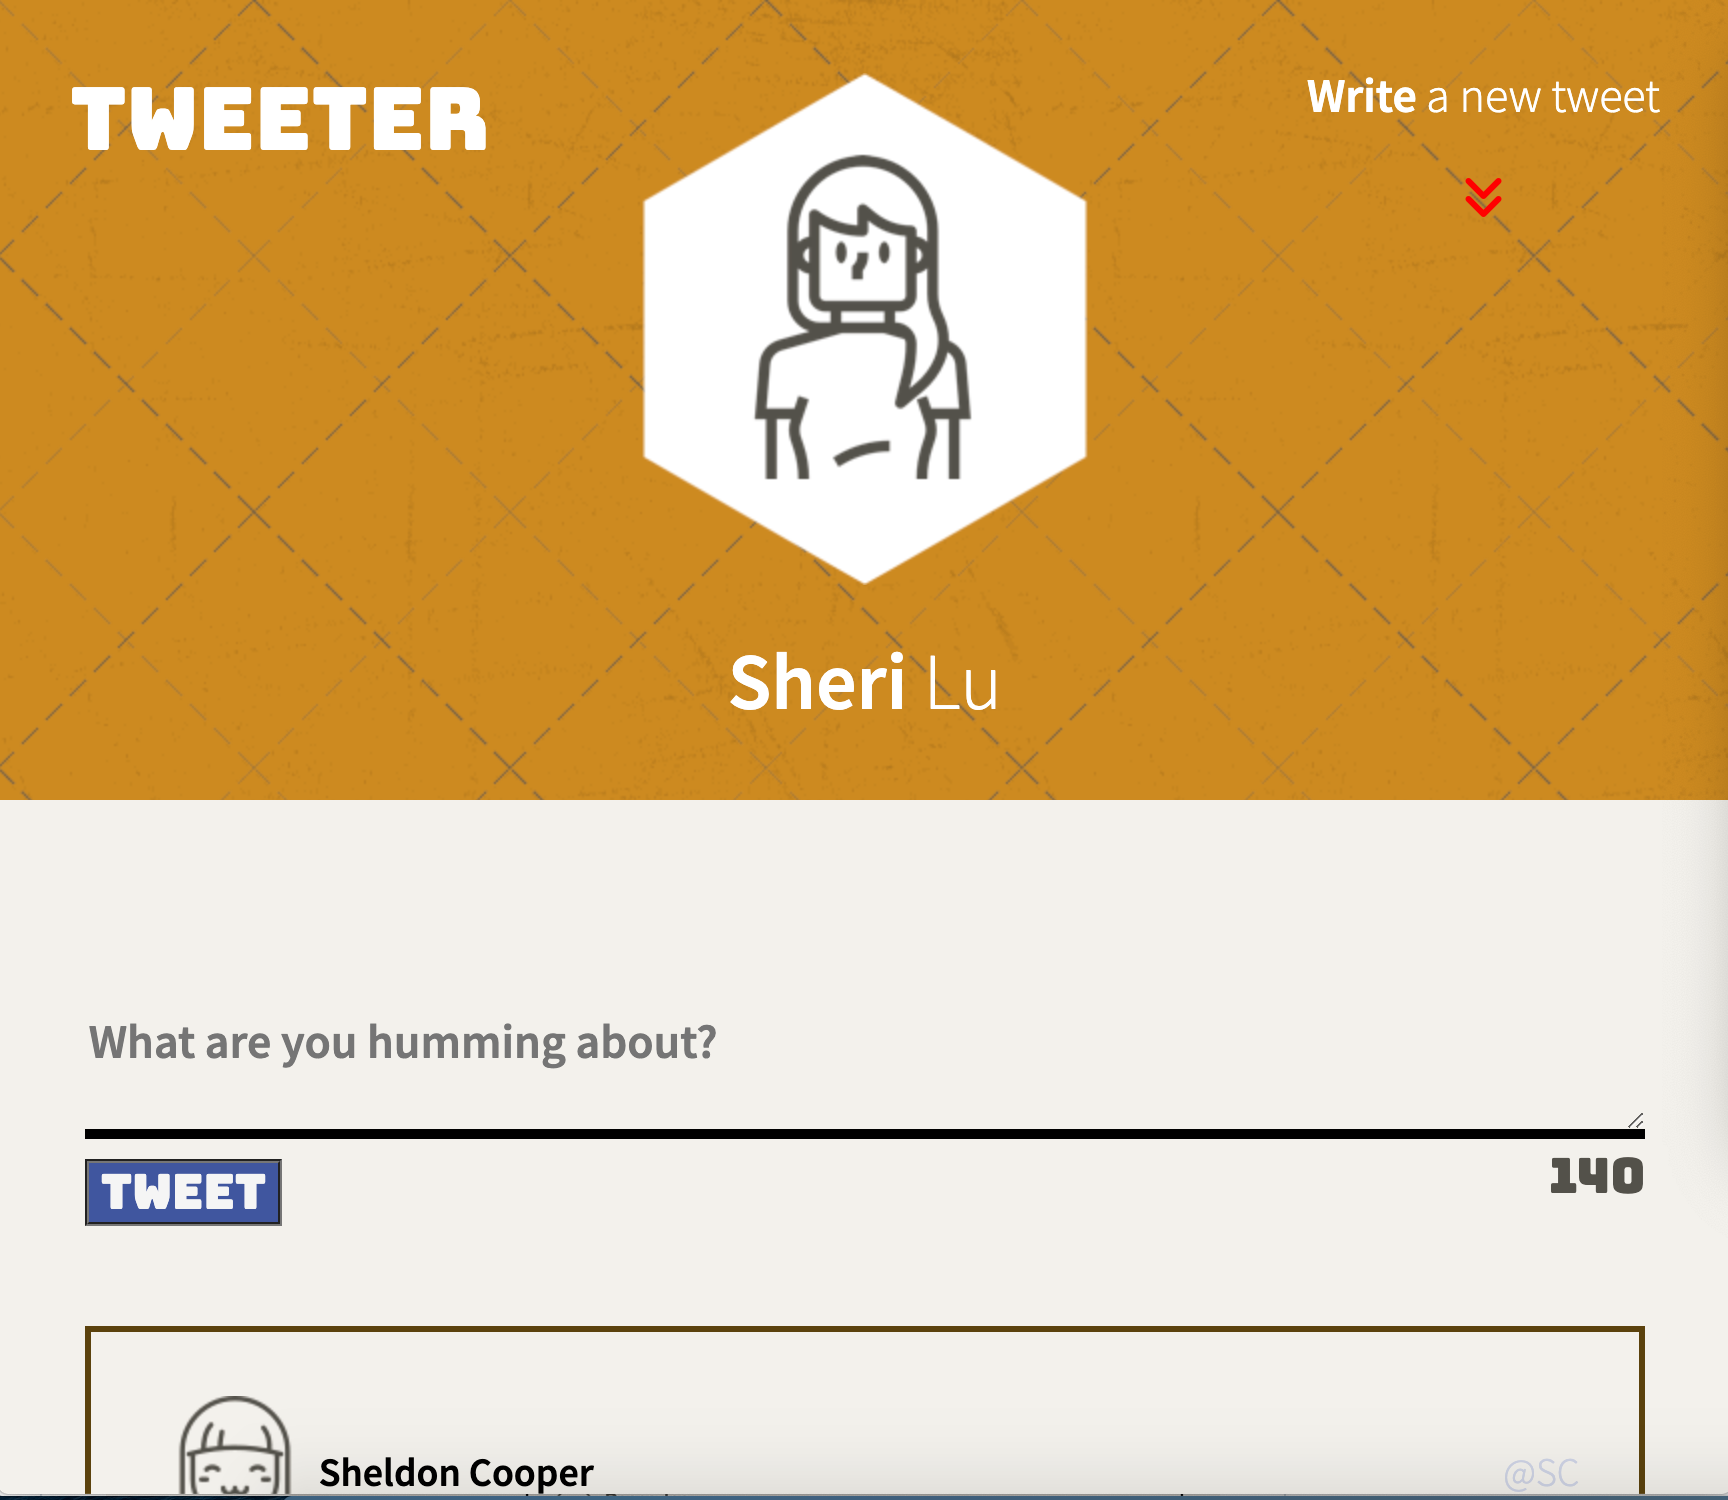 TWEETER
Write a new tweet
Sheri Lu
What are you humming about?
TWEET
140
Sheldon Cooper
@SC